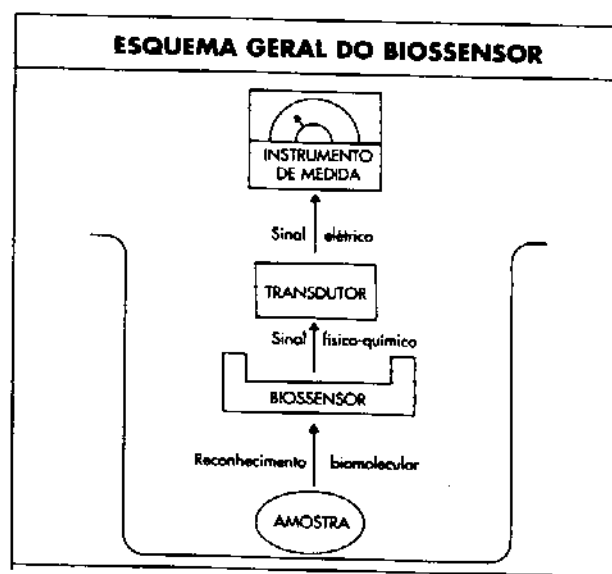 ESQUEMA GERAL DO BIOSSENSOR
INSTRUMENTO
DE MEDIDA
Sinal elétrico
TRANSDUTOR
Sinal físico-químico
BIOSSENSOR
Reconhecimento biomolecular
AMOSTRA